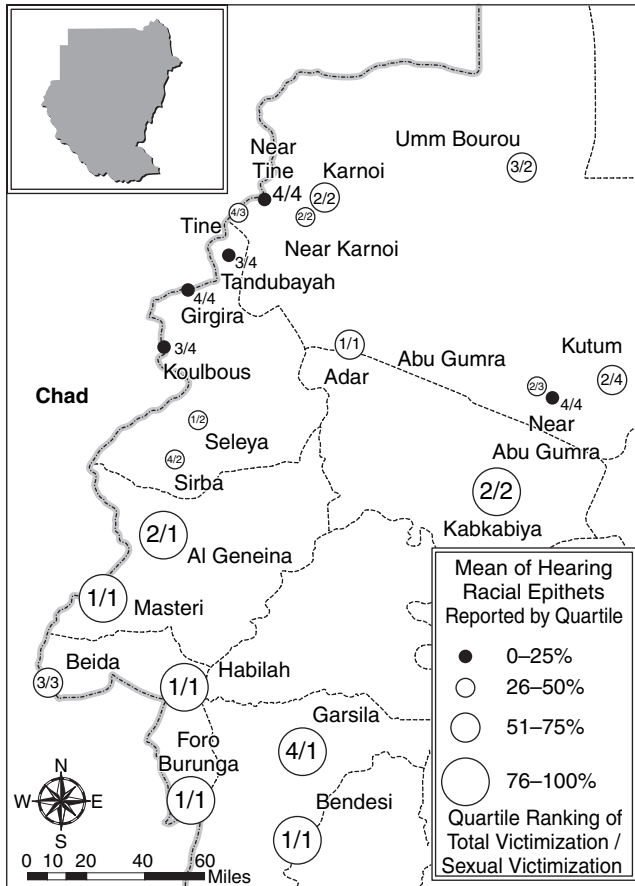 Near
Tine
4/4
Karnoi
2/2
Umm Bourou
3/2
Tine
4/3
2/2
Near Karnoi
3/4
Tandubayah
4/4
Girgira
3/4
Koulbous
1/1
Adar
Abu Gumra
Kutum
2/3
4/4
2/4
Near
Abu Gumra
Chad
1/2
Seleya
4/2
Sirba
2/2
Kabkabiya
2/1
Al Geneina
1/1
Masteri
Beida
3/3
Habilah
1/1
Garsila
4/1
Foro
Burunga
1/1
Bendesi
1/1
N
W E
S
0 10 20 40 60
Miles
Mean of Hearing
Racial Epithets
Reported by Quartile
0–25%
26–50%
51–75%
76–100%
Quartile Ranking of
Total Victimization /
Sexual Victimization